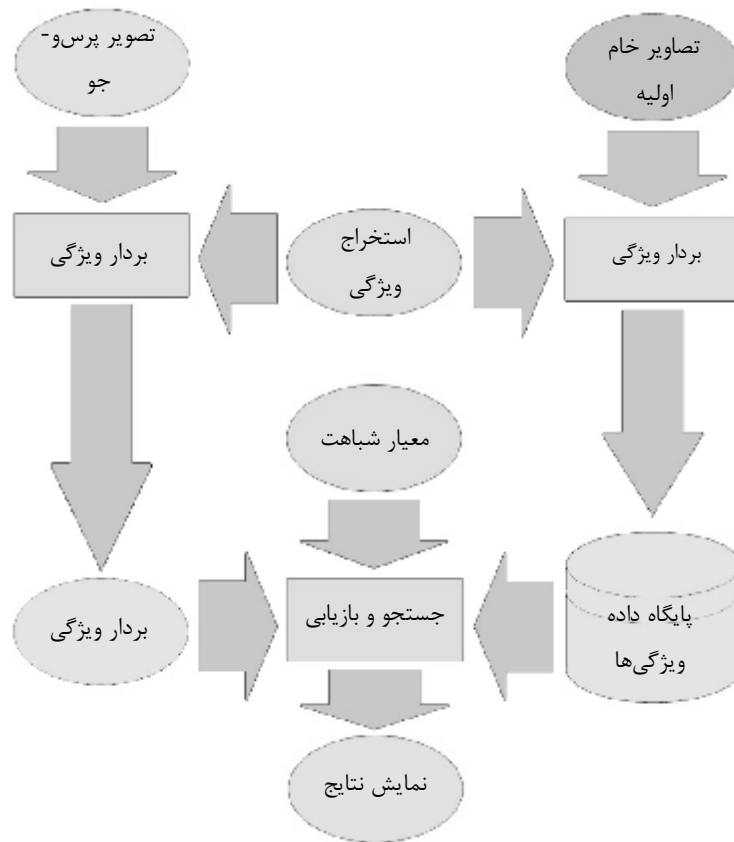 تصاویر خام
اولیه
تصویر پرس‌و-
جو
بردار ویژگی
استخراج
ویژگی
بردار ویژگی
معیار شباهت
پایگاه داده
ویژگی‌ها
جستجو و بازیابی
بردار ویژگی
نمایش نتایج